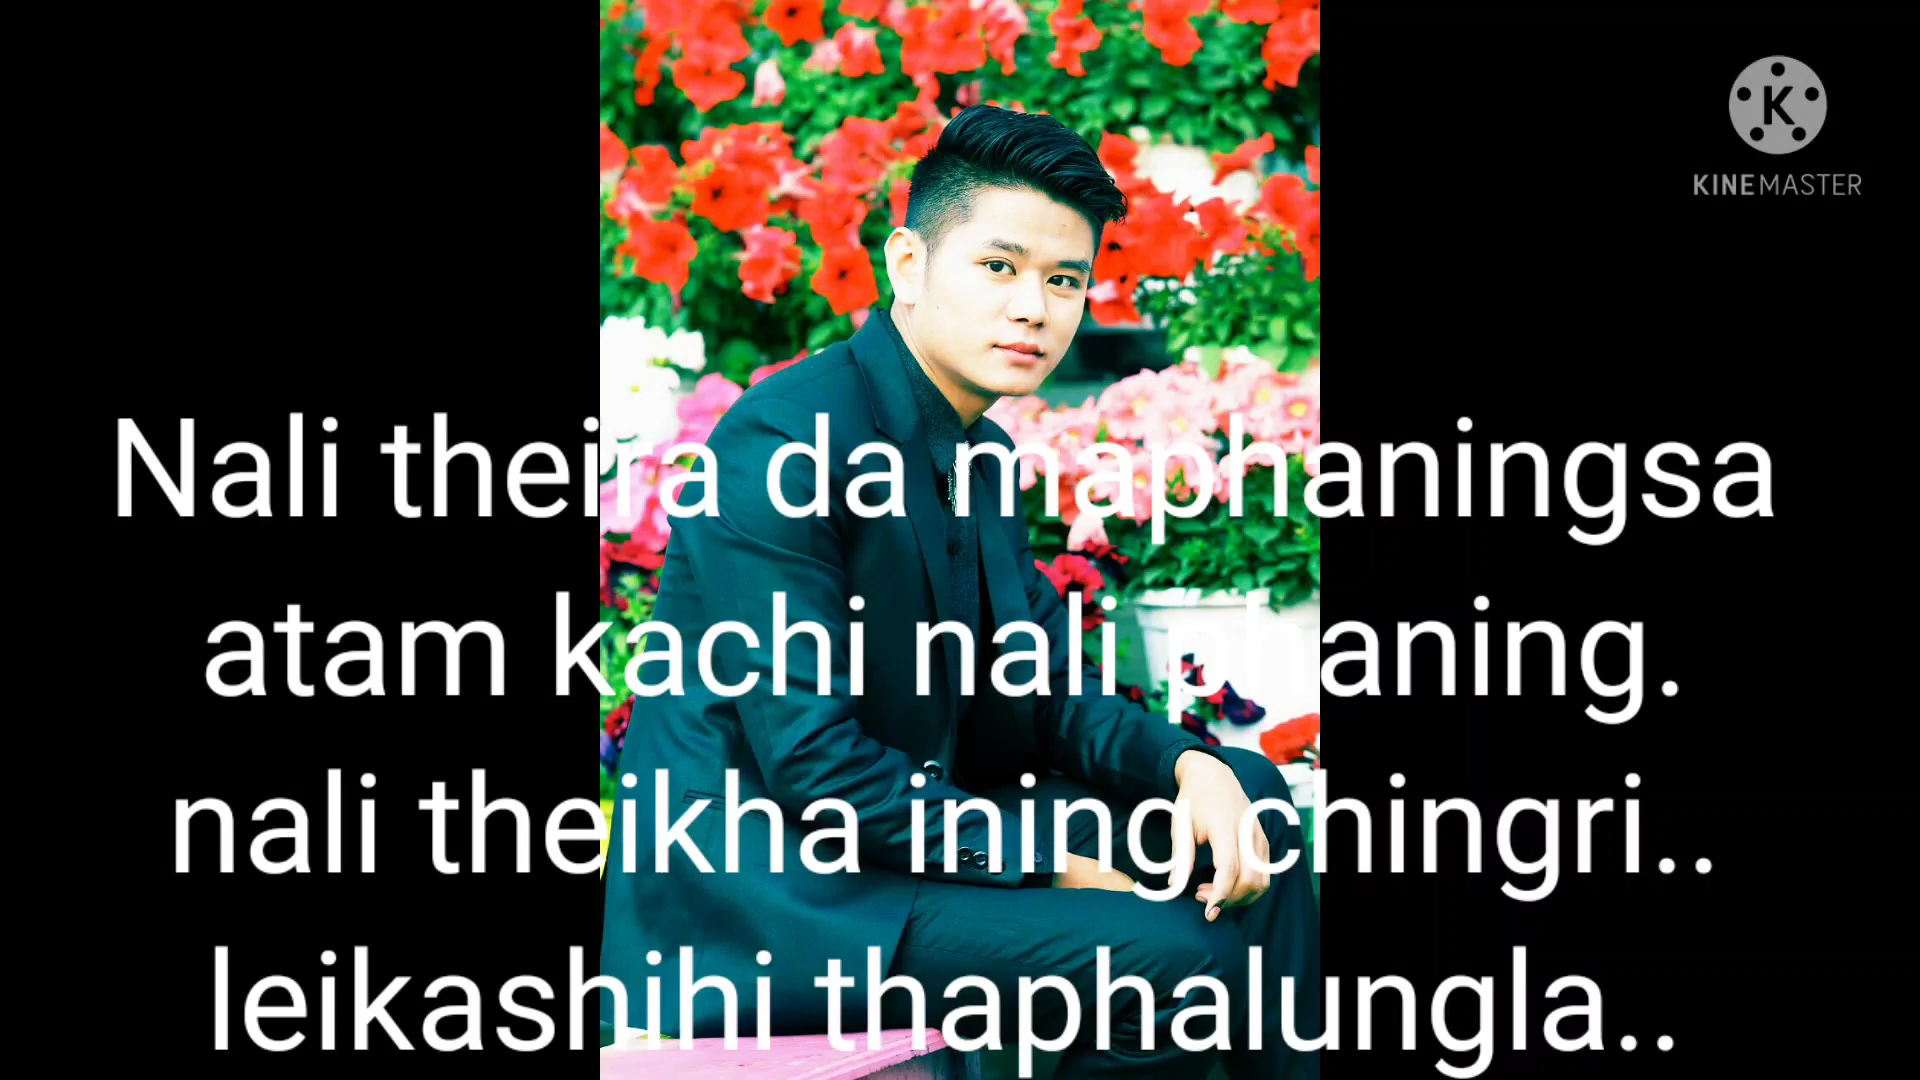 K
KINEMASTER
Nali theira da maphaningsa
atam kachi nali phaning.
nali theikha ining chingri..
leikashihi thaphalungla..